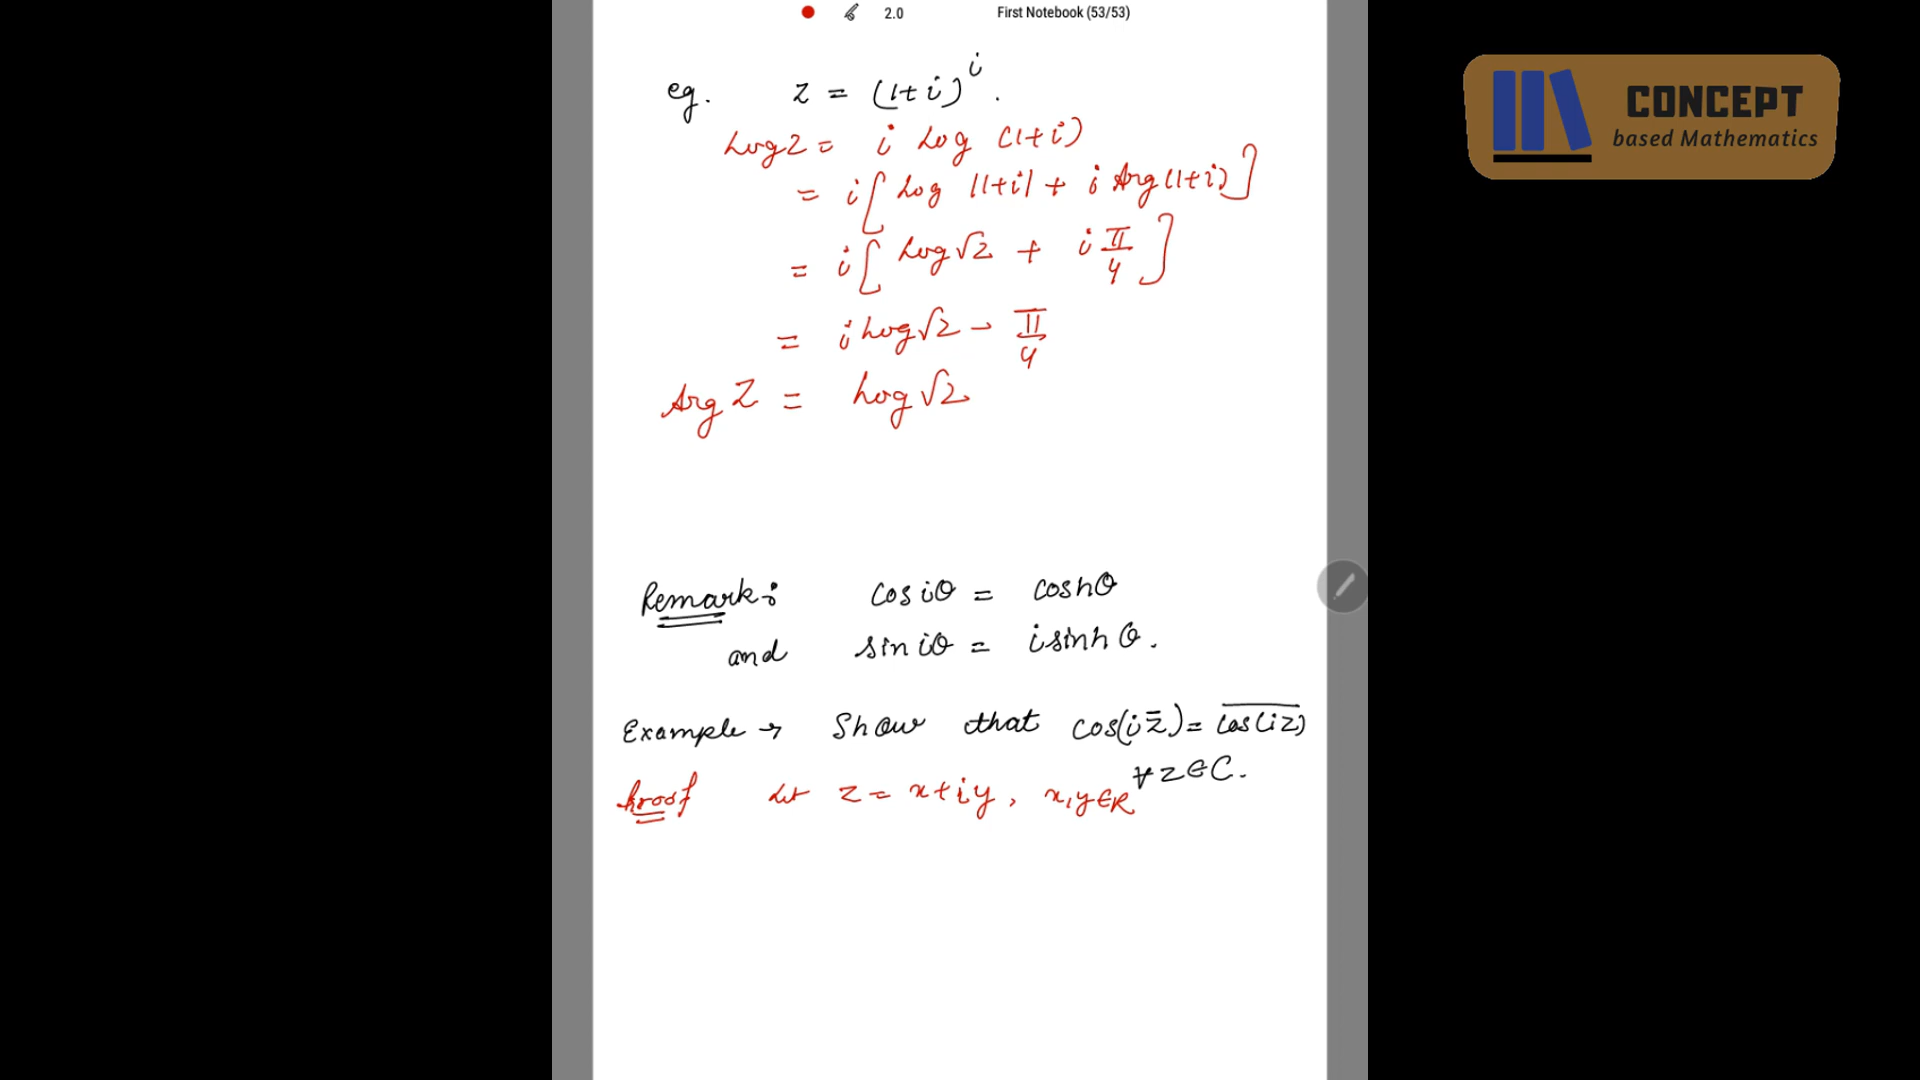 2.0 First Notebook (53/53)
CONCEPT
based Mathematics
eg. z = (1+i)^i.
Log z = i Log (1+i)
= i[Log |1+i| + i Arg(1+i)]
= i[Log√2 + i π/4]
= i Log√2 - π/4
Arg z = Log√2
Remark: cos iθ = coshθ
and sin iθ = i sinh θ.
Example → Show that cos(i z̅) = \overline{cos(iz)}
∀ z ∈ C.
Proof Let z = x+iy, x,y ∈ R